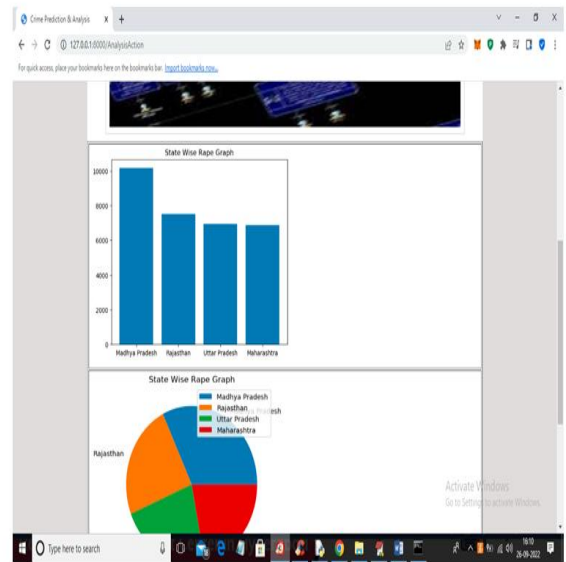 Crime Prediction & Analysis
127.0.0.1:6000/AnalysisAction
For quick access, place your bookmarks here on the bookmarks bar. Import bookmarks now...
State Wise Rape Graph
10000
8000
6000
4000
2000
0
Madhya Pradesh Rajasthan Uttar Pradesh Maharashtra
State Wise Rape Graph
Madhya Pradesh
Rajasthan
Uttar Pradesh
Maharashtra
Rajasthan
Activate Windows
Go to Settings to activate Windows.
Type here to search
16:10
26-09-2022